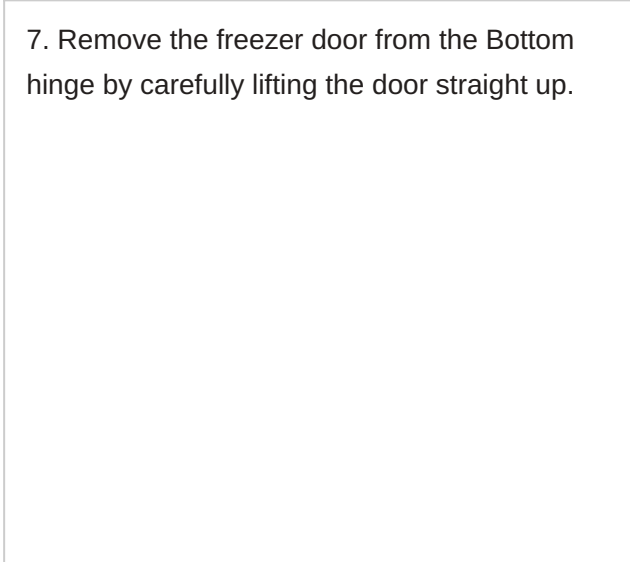 7. Remove the freezer door from the Bottom
hinge by carefully lifting the door straight up.